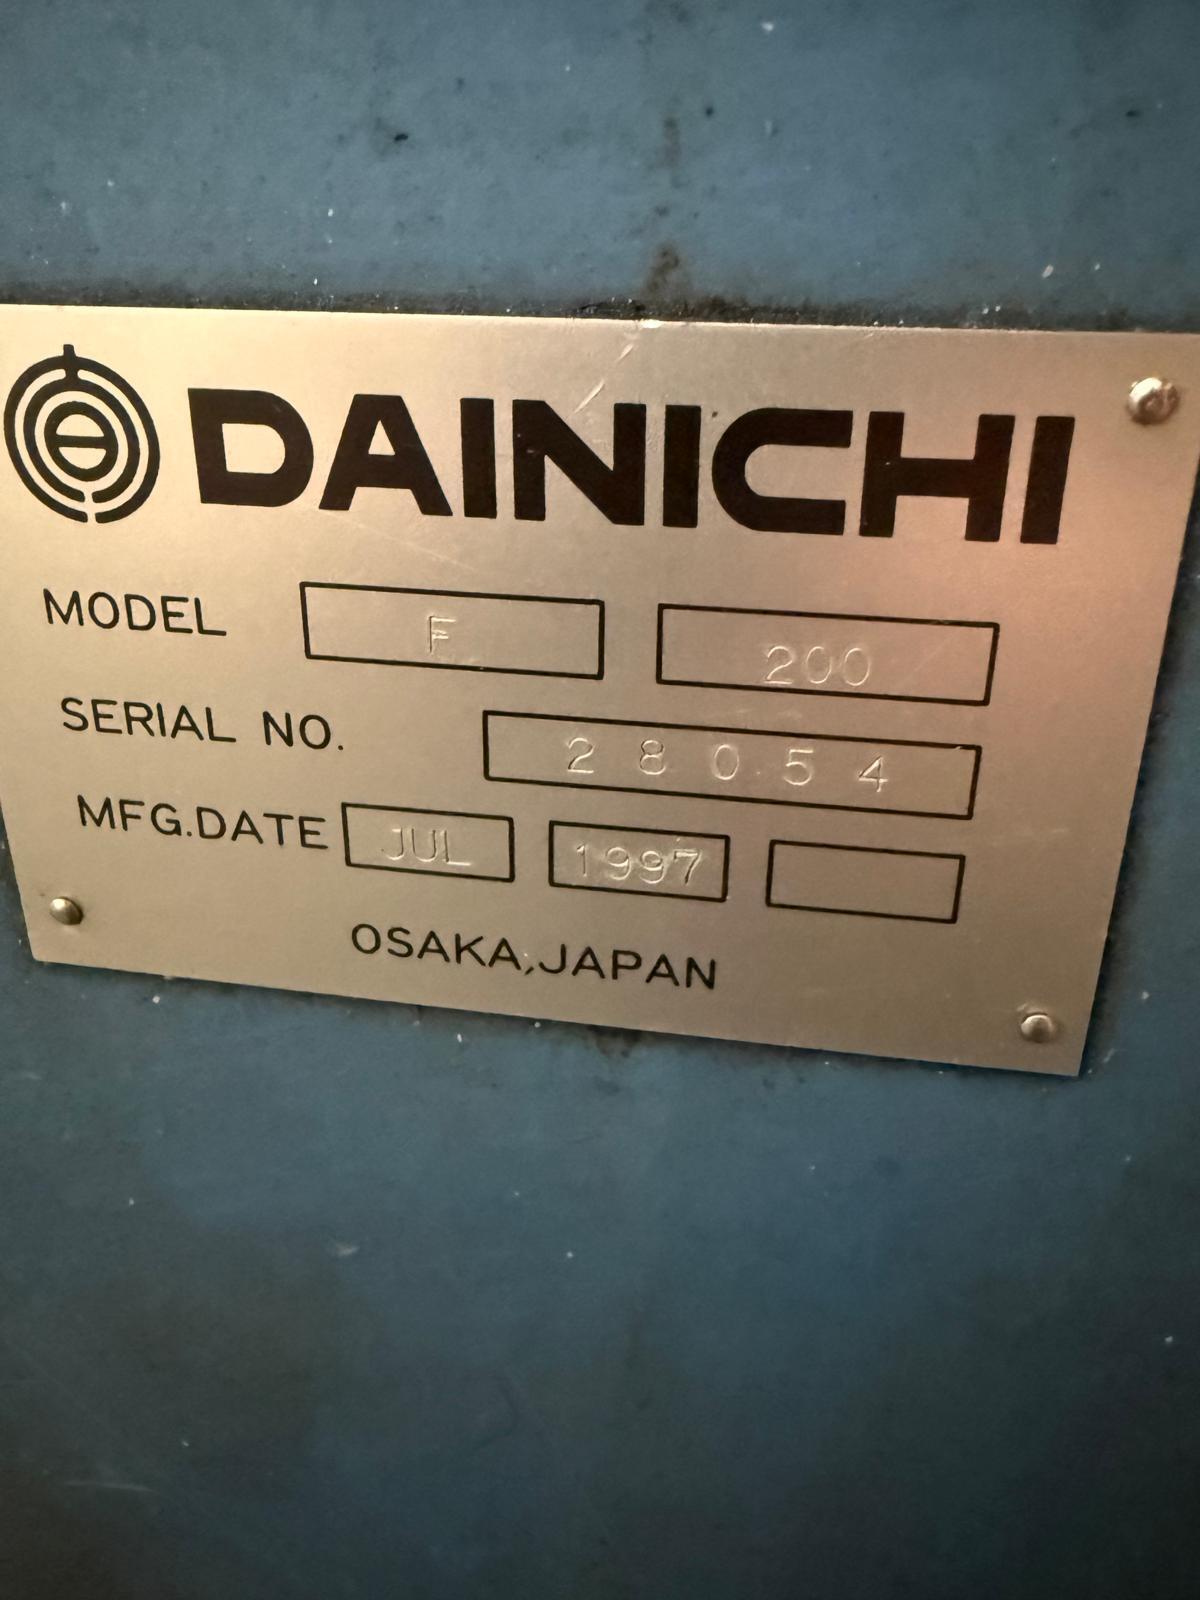 DAINICHI
MODEL F 200
SERIAL NO. 28054
MFG.DATE JUL 1997
OSAKA,JAPAN